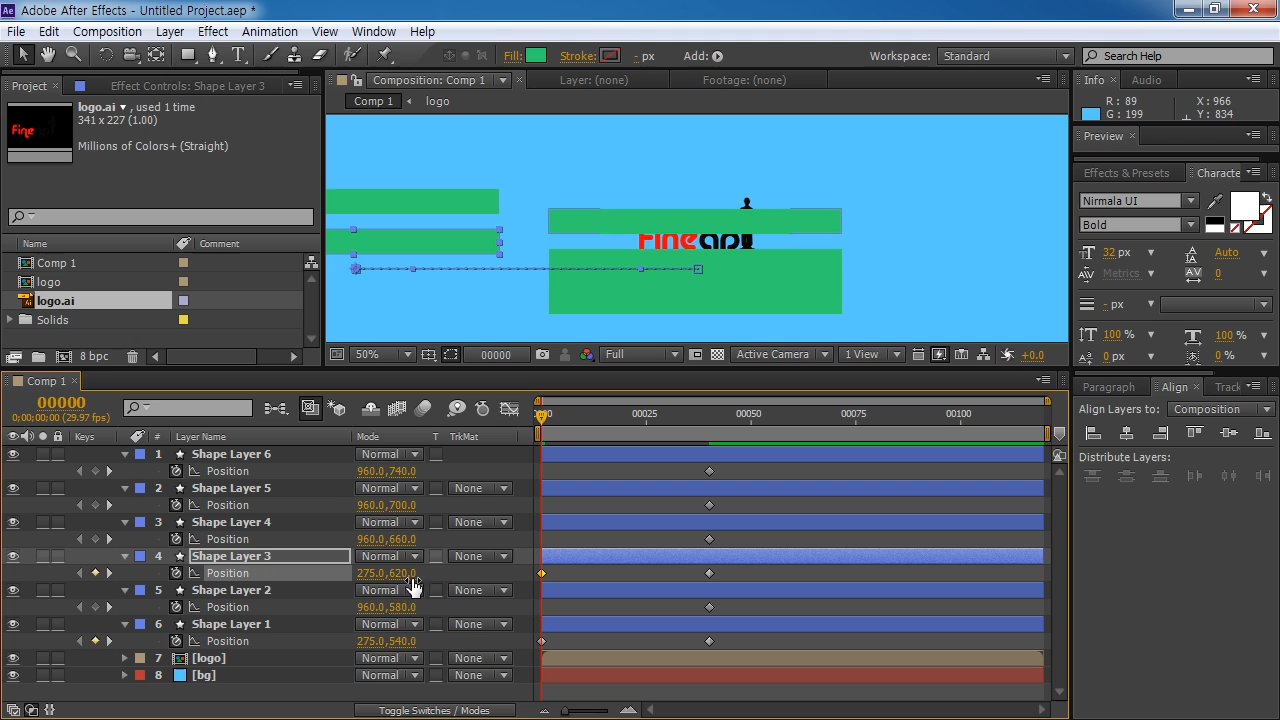 Adobe After Effects - Untitled Project.aep *
File Edit Composition Layer Effect Animation View Window Help
Fill: Stroke: - px Add: Workspace: Standard Search Help
Project Effect Controls: Shape Layer 3 Composition: Comp 1 Layer: (none) Footage: (none) Info Audio
logo.ai , used 1 time
341 x 227 (1.00)
Millions of Colors+ (Straight)
Comp 1 logo
R : 89 X : 966
G : 199 Y : 834
Preview
Effects & Presets Characte
Nirmala UI
Bold
32 px Auto
Metrics 0
- px
100 % 100 %
0 px 0 %
Name Comment
Comp 1
logo
logo.ai
Solids
8 bpc
50% 00000 Full Active Camera 1 View +0.0
Comp 1
Paragraph Align Track
00000
0;00;00;00 (29.97 fps)
00025 00050 00075 00100
Align Layers to: Composition
Distribute Layers:
Keys # Layer Name Mode T TrkMat
1 Shape Layer 6 Normal
Position 960.0,740.0
2 Shape Layer 5 Normal None
Position 960.0,700.0
3 Shape Layer 4 Normal None
Position 960.0,660.0
4 Shape Layer 3 Normal None
Position 275.0,620.0
5 Shape Layer 2 Normal None
Position 960.0,580.0
6 Shape Layer 1 Normal None
Position 275.0,540.0
7 [logo] Normal None
8 [bg] Normal None
Toggle Switches / Modes